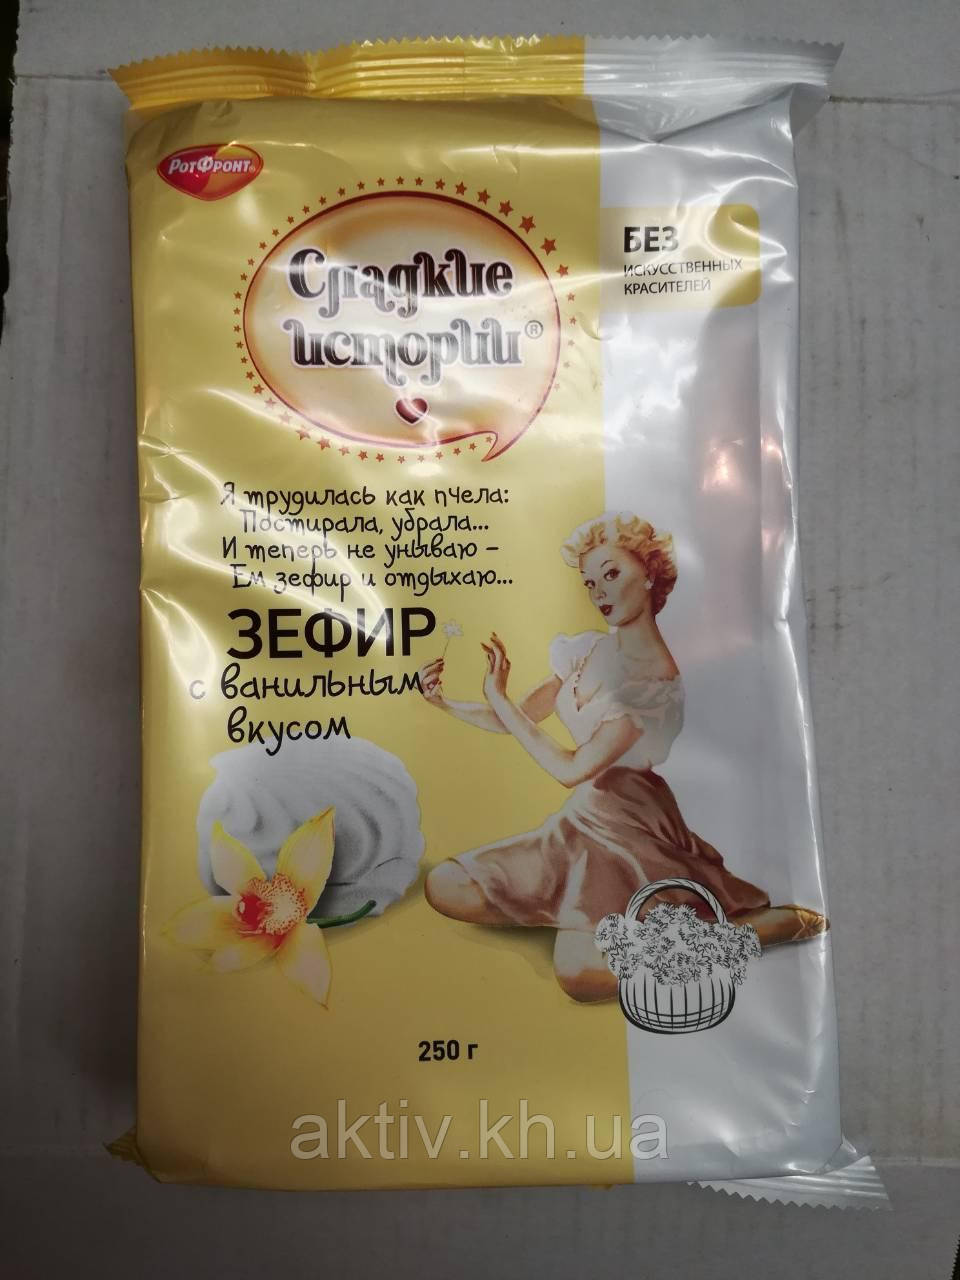 РотФронт®
Сладкие
истории®
БЕЗ
ИСКУССТВЕННЫХ
КРАСИТЕЛЕЙ
Я трудилась как пчела:
Постирала, убрала...
И теперь не унываю -
Ем зефир и отдыхаю...
ЗЕФИР
с ванильным
вкусом
250 г
aktiv.kh.ua